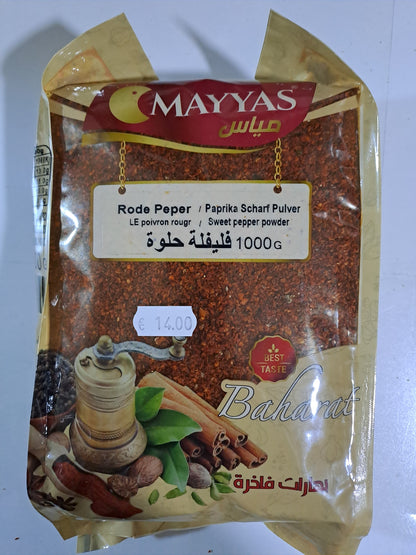 MAYYAS
مياس
Rode Peper / Paprika Scharf Pulver
LE poivron rougr / Sweet pepper powder
فليفلة حلوة 1000G
€ 14.00
BEST
TASTE
Baharat
بهارات فاخرة